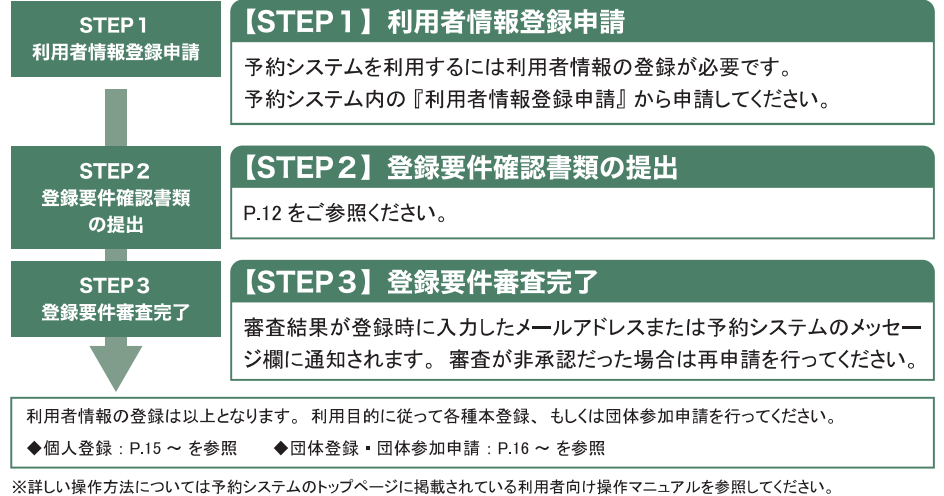 STEP1
利用者情報登録申請
【STEP1】利用者情報登録申請
予約システムを利用するには利用者情報の登録が必要です。
予約システム内の『利用者情報登録申請』から申請してください。
STEP2
登録要件確認書類
の提出
【STEP2】登録要件確認書類の提出
P.12をご参照ください。
STEP3
登録要件審査完了
【STEP3】登録要件審査完了
審査結果が登録時に入力したメールアドレスまたは予約システムのメッセー
ジ欄に通知されます。審査が非承認だった場合は再申請を行ってください。
利用者情報の登録は以上となります。利用目的に従って各種本登録、もしくは団体参加申請を行ってください。
◆個人登録：P.15～を参照　◆団体登録・団体参加申請：P.16～を参照
※詳しい操作方法については予約システムのトップページに掲載されている利用者向け操作マニュアルを参照してください。